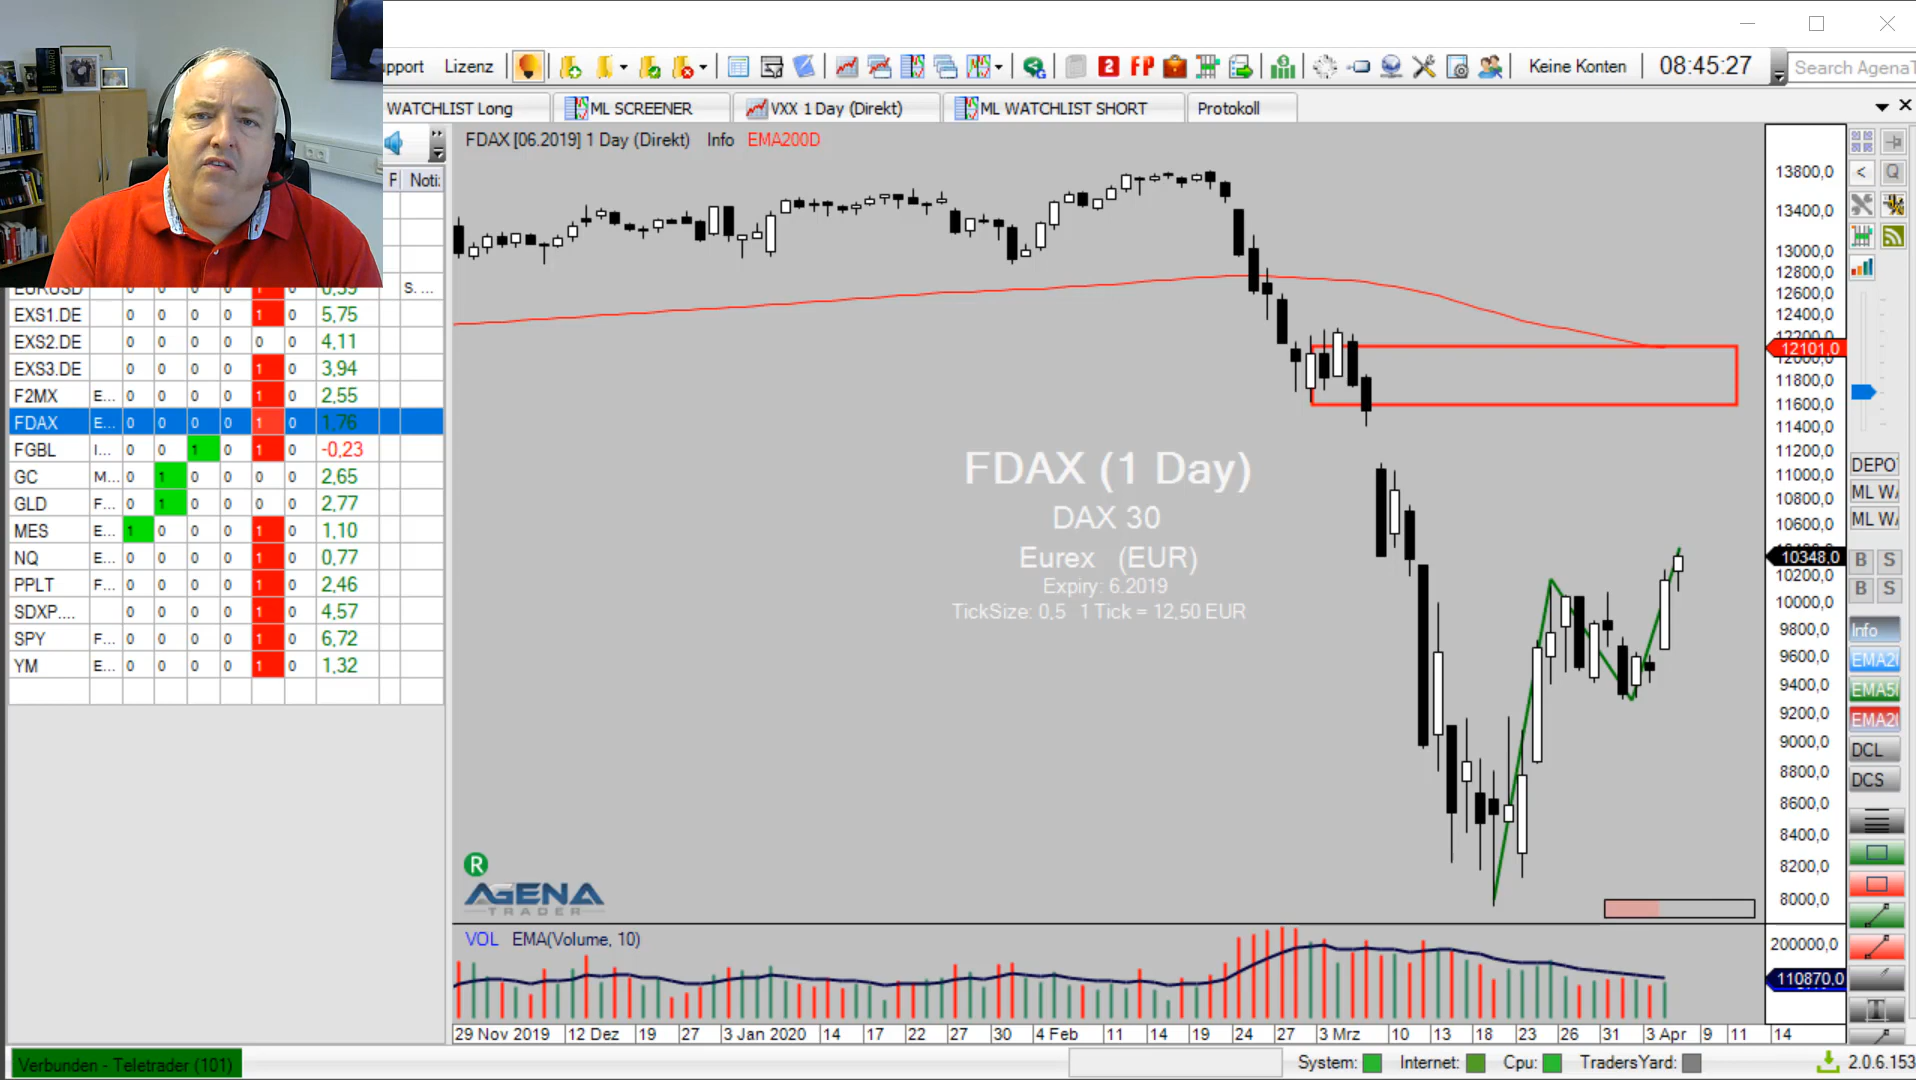 upport Lizenz Keine Konten 08:45:27 Search AgenaT
WATCHLIST Long ML SCREENER VXX 1 Day (Direkt) ML WATCHLIST SHORT Protokoll
FDAX [06.2019] 1 Day (Direkt) Info EMA200D
F Noti:
S. ...
EXS1.DE 0 0 0 0 1 0 5,75
EXS2.DE 0 0 0 0 0 0 4,11
EXS3.DE 0 0 0 0 1 0 3,94
F2MX E... 0 0 0 0 1 0 2,55
FDAX E... 0 0 0 0 1 0 1,76
FGBL I... 0 0 1 0 1 0 -0,23
GC M... 0 1 0 0 0 0 2,65
GLD F... 0 1 0 0 0 0 2,77
MES E... 1 0 0 0 1 0 1,10
NQ E... 0 0 0 0 1 0 0,77
PPLT F... 0 0 0 0 1 0 2,46
SDXP.... 0 0 0 0 1 0 4,57
SPY F... 0 0 0 0 1 0 6,72
YM E... 0 0 0 0 1 0 1,32
FDAX (1 Day)
DAX 30
Eurex (EUR)
Expiry: 6.2019
TickSize: 0,5 1 Tick = 12,50 EUR
13800,0
13400,0
13000,0
12800,0
12600,0
12400,0
12200,0
12101,0
12000,0
11800,0
11600,0
11400,0
11200,0
11000,0
10800,0
10600,0
10348,0
10200,0
10000,0
9800,0
9600,0
9400,0
9200,0
9000,0
8800,0
8600,0
8400,0
8200,0
8000,0
< Q
DEPO
ML WA
ML WA
B S
B S
Info
EMA2
EMA5
EMA2
DCL
DCS
R
AGENA
TRADER
VOL EMA(Volume, 10)
200000,0
110870,0
29 Nov 2019 12 Dez 19 27 3 Jan 2020 14 17 22 27 30 4 Feb 11 14 19 24 27 3 Mrz 10 13 18 23 26 31 3 Apr 9 11 14
Verbunden - Teletrader (101) System: Internet: Cpu: TradersYard: 2.0.6.153